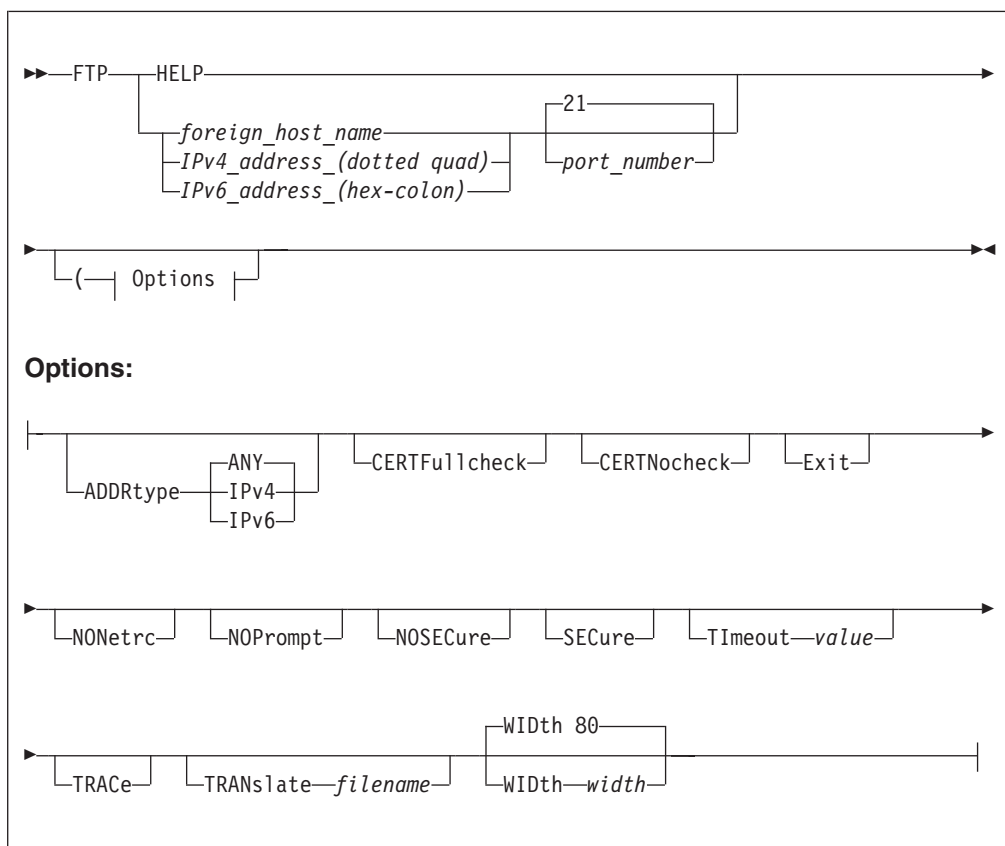 FTP HELP
21
foreign_host_name
IPv4_address_(dotted quad) port_number
IPv6_address_(hex-colon)
( Options
Options:
ANY
CERTFullcheck CERTNocheck Exit
ADDRtype IPv4
IPv6
NONetrc NOPrompt NOSECure SECure TImeout value
WIDth 80
TRACe TRANslate filename WIDth width